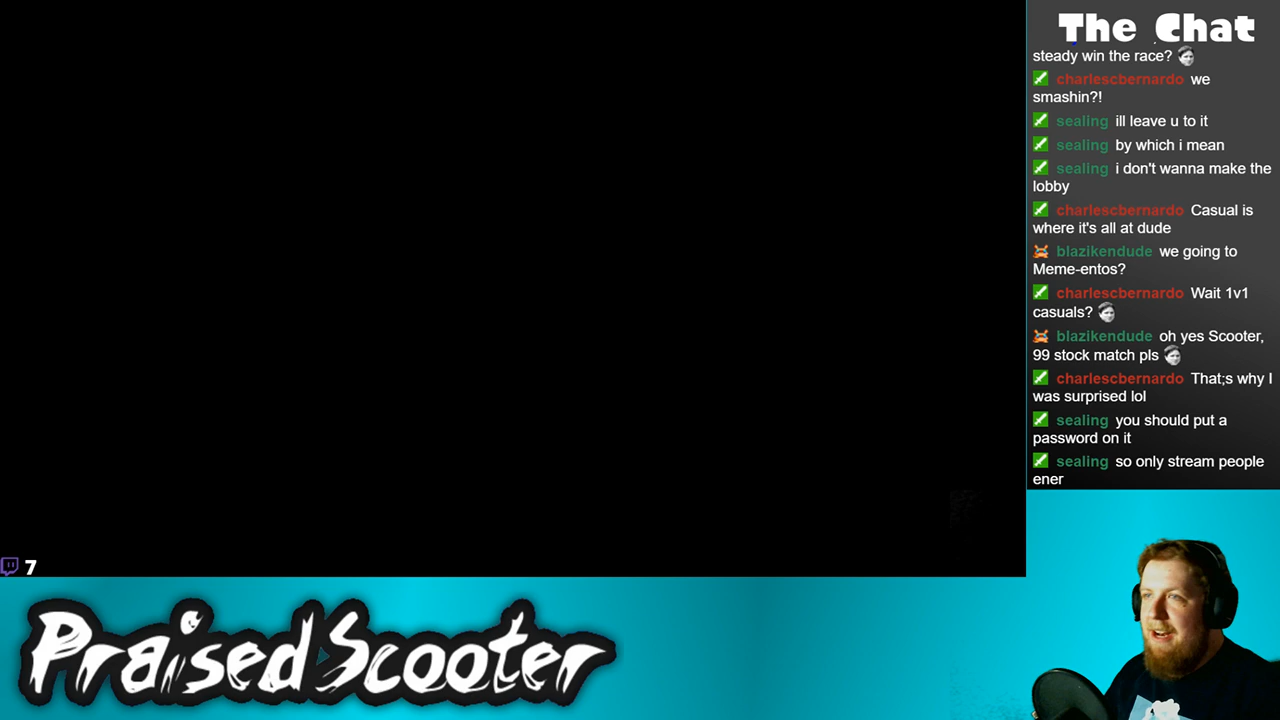 The Chat
steady win the race?
charlescbernardo we
smashin?!
sealing ill leave u to it
sealing by which i mean
sealing i don't wanna make the
lobby
charlescbernardo Casual is
where it's all at dude
blazikendude we going to
Meme-entos?
charlescbernardo Wait 1v1
casuals?
blazikendude oh yes Scooter,
99 stock match pls
charlescbernardo That;s why I
was surprised lol
sealing you should put a
password on it
sealing so only stream people
ener
7
PraisedScooter